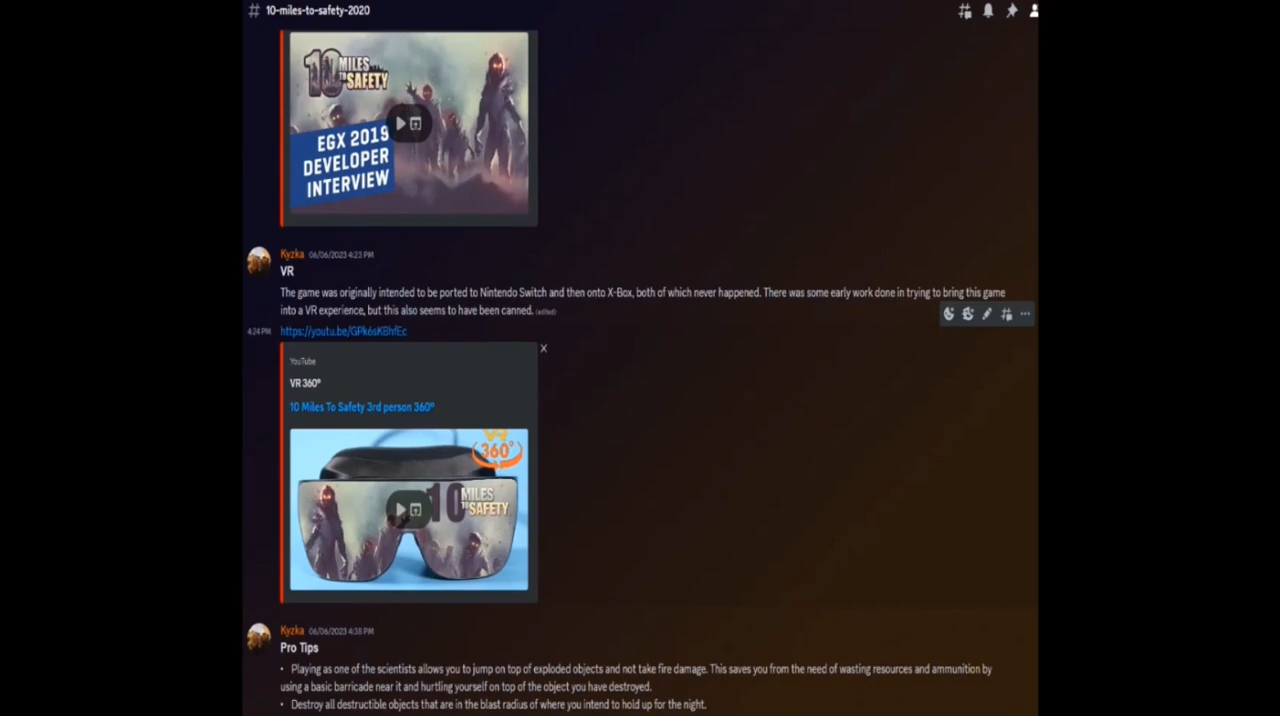 # 10-miles-to-safety-2020
10 MILES
TO SAFETY
EGX 2019
DEVELOPER
INTERVIEW
Kyzka 06/06/2023 4:23 PM
VR
The game was originally intended to be ported to Nintendo Switch and then onto X-Box, both of which never happened. There was some early work done in trying to bring this game
into a VR experience, but this also seems to have been canned. (edited)
4:24 PM https://youtu.be/GPk6sKBhfEc
YouTube
VR 360°
10 Miles To Safety 3rd person 360°
360°
10 MILES
TO SAFETY
Kyzka 06/06/2023 4:38 PM
Pro Tips
• Playing as one of the scientists allows you to jump on top of exploded objects and not take fire damage. This saves you from the need of wasting resources and ammunition by
using a basic barricade near it and hurtling yourself on top of the object you have destroyed.
• Destroy all destructible objects that are in the blast radius of where you intend to hold up for the night.